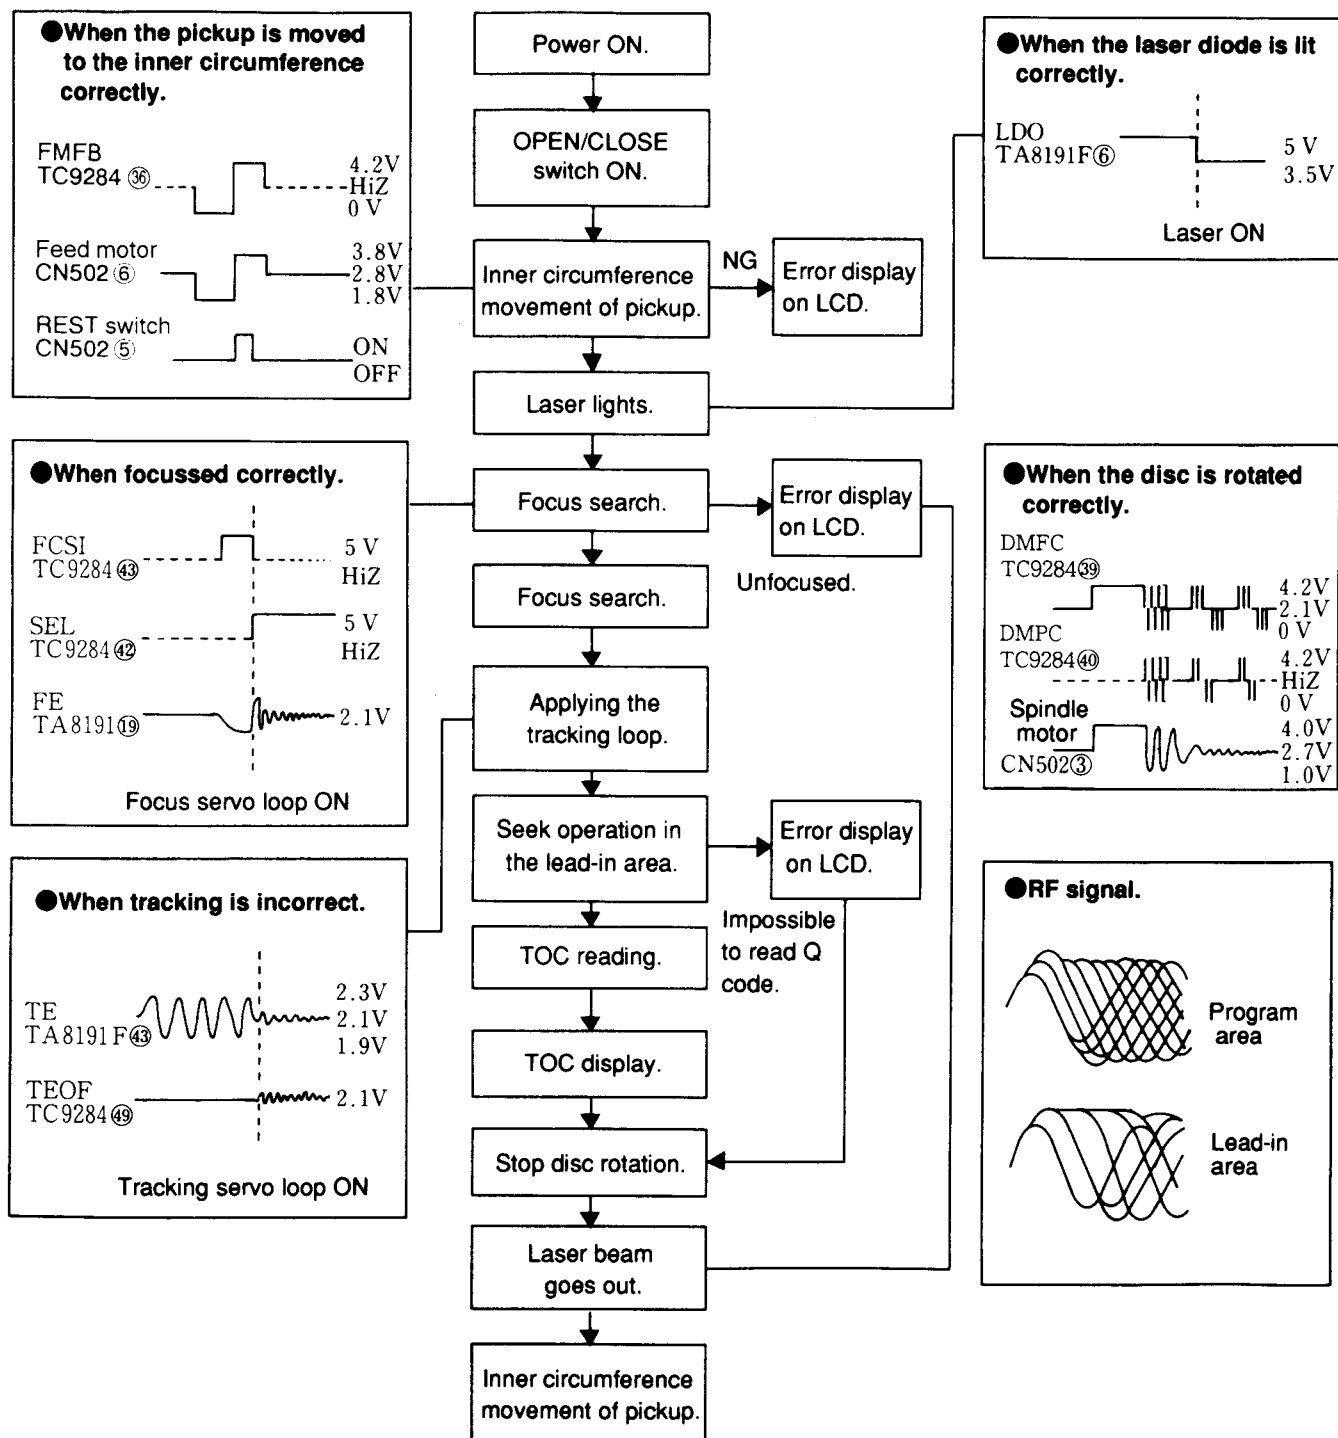 ●When the pickup is moved
to the inner circumference
correctly.
FMFB
TC9284 ㊱
4.2V
HiZ
0 V
Feed motor
CN502 ⑥
3.8V
2.8V
1.8V
REST switch
CN502 ⑤
ON
OFF
Power ON.
OPEN/CLOSE
switch ON.
Inner circumference
movement of pickup.
NG
Error display
on LCD.
Laser lights.
●When the laser diode is lit
correctly.
LDO
TA8191F⑥
5 V
3.5V
Laser ON
●When focussed correctly.
FCSI
TC9284㊸
5 V
HiZ
SEL
TC9284㊷
5 V
HiZ
FE
TA8191⑲
2.1V
Focus servo loop ON
Focus search.
Error display
on LCD.
Unfocused.
Focus search.
Applying the
tracking loop.
Seek operation in
the lead-in area.
Error display
on LCD.
Impossible
to read Q
code.
TOC reading.
TOC display.
Stop disc rotation.
Laser beam
goes out.
Inner circumference
movement of pickup.
●When the disc is rotated
correctly.
DMFC
TC9284㊴
4.2V
2.1V
0 V
DMPC
TC9284㊵
4.2V
HiZ
0 V
Spindle
motor
CN502③
4.0V
2.7V
1.0V
●When tracking is incorrect.
TE
TA8191F㊸
2.3V
2.1V
1.9V
TEOF
TC9284㊾
2.1V
Tracking servo loop ON
●RF signal.
Program
area
Lead-in
area